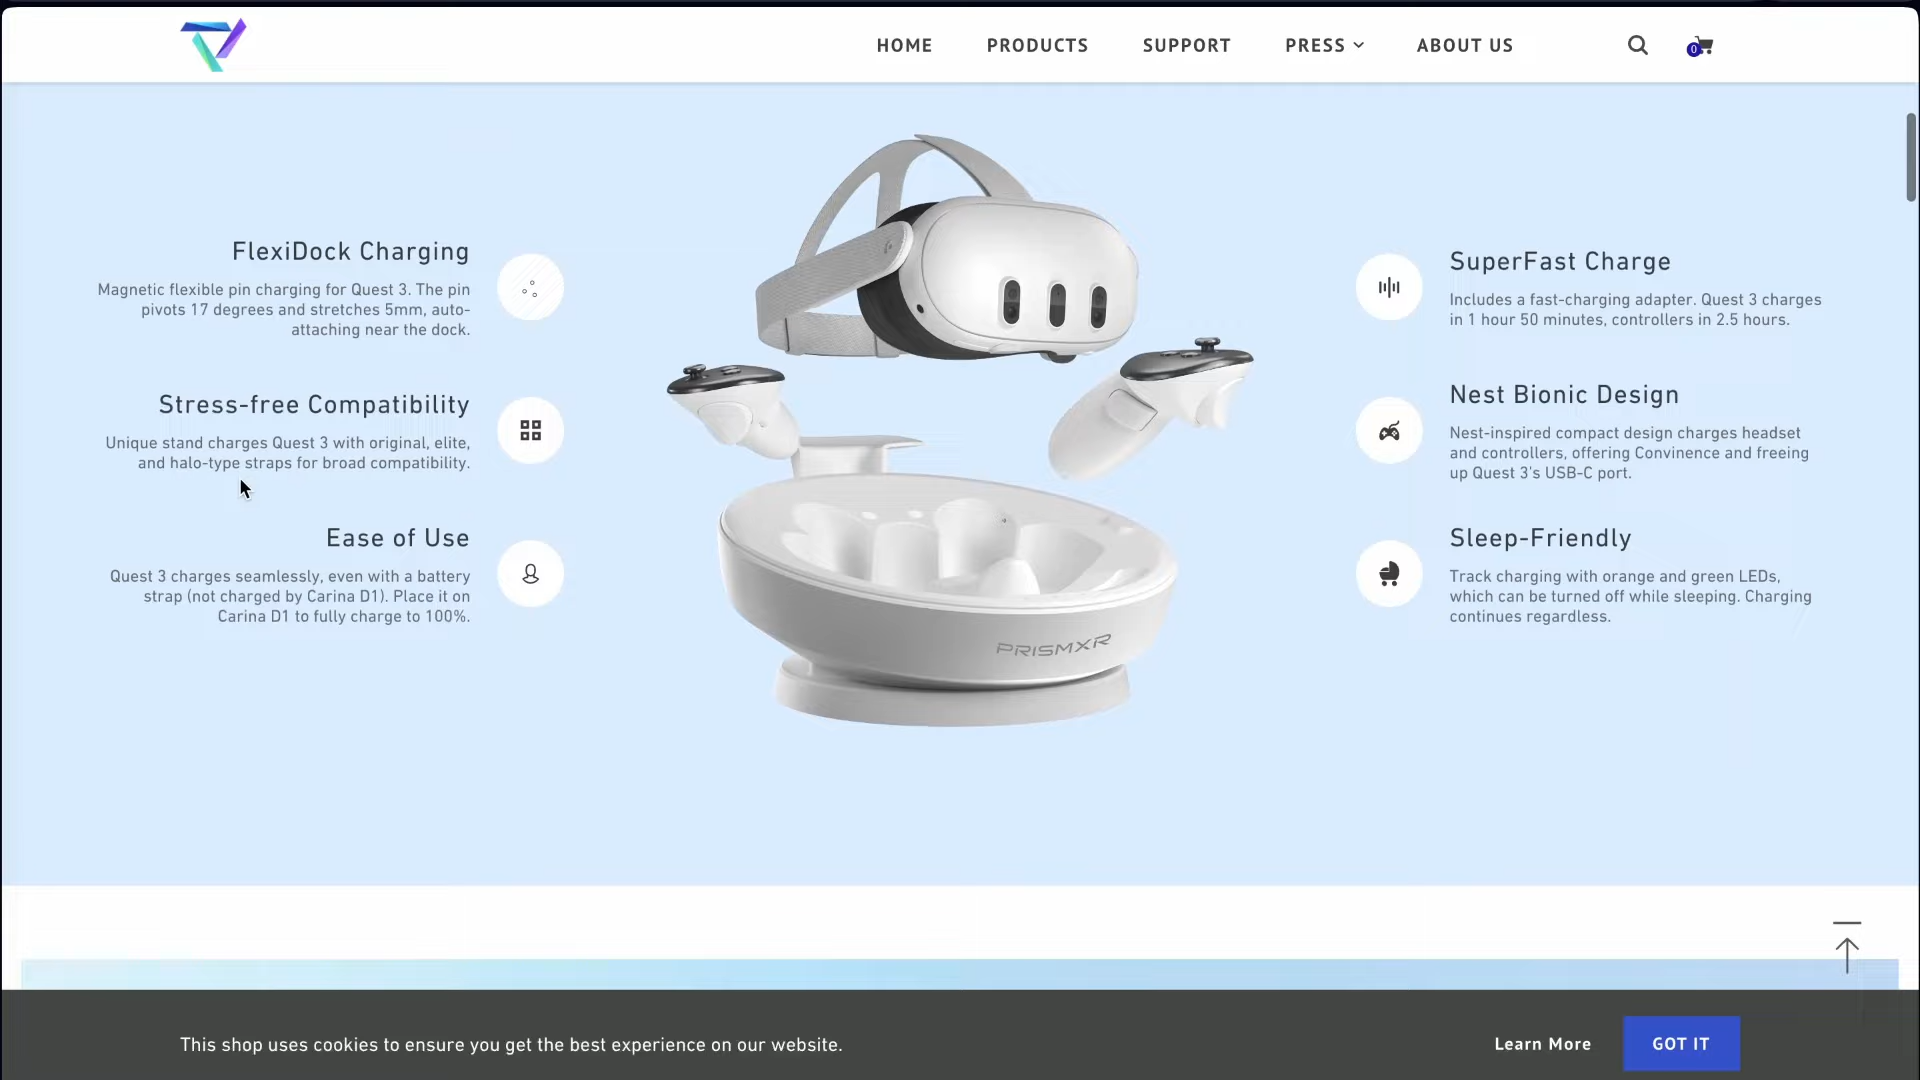 HOME
PRODUCTS
SUPPORT
PRESS
ABOUT US
0
FlexiDock Charging
Magnetic flexible pin charging for Quest 3. The pin
pivots 17 degrees and stretches 5mm, auto-
attaching near the dock.
Stress-free Compatibility
Unique stand charges Quest 3 with original, elite,
and halo-type straps for broad compatibility.
Ease of Use
Quest 3 charges seamlessly, even with a battery
strap (not charged by Carina D1). Place it on
Carina D1 to fully charge to 100%.
PRISMXR
SuperFast Charge
Includes a fast-charging adapter. Quest 3 charges
in 1 hour 50 minutes, controllers in 2.5 hours.
Nest Bionic Design
Nest-inspired compact design charges headset
and controllers, offering Convinence and freeing
up Quest 3's USB-C port.
Sleep-Friendly
Track charging with orange and green LEDs,
which can be turned off while sleeping. Charging
continues regardless.
This shop uses cookies to ensure you get the best experience on our website.
Learn More
GOT IT